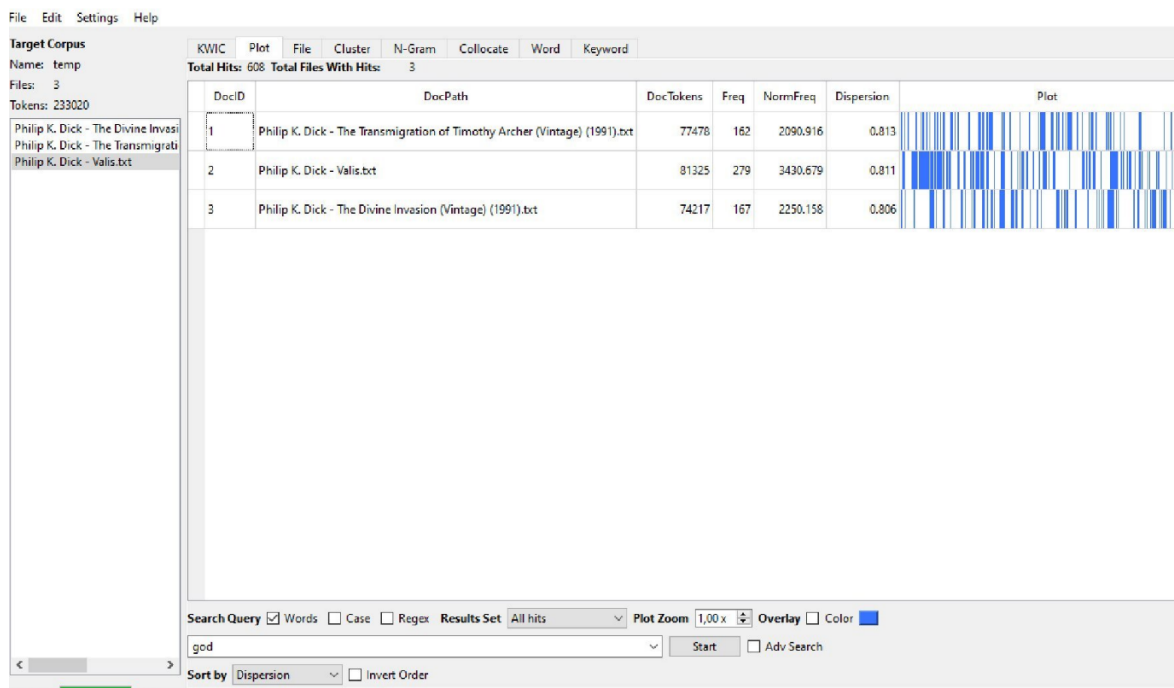 File Edit Settings Help
Target Corpus
Name: temp
Files: 3
Tokens: 233020
Philip K. Dick - The Divine Invasi
Philip K. Dick - The Transmigrati
Philip K. Dick - Valis.txt
KWIC Plot File Cluster N-Gram Collocate Word Keyword
Total Hits: 608 Total Files With Hits: 3
DocID DocPath DocTokens Freq NormFreq Dispersion Plot
1 Philip K. Dick - The Transmigration of Timothy Archer (Vintage) (1991).txt 77478 162 2090.916 0.813
2 Philip K. Dick - Valis.txt 81325 279 3430.679 0.811
3 Philip K. Dick - The Divine Invasion (Vintage) (1991).txt 74217 167 2250.158 0.806
Search Query Words Case Regex Results Set All hits Plot Zoom 1,00 x Overlay Color
god Start Adv Search
Sort by Dispersion Invert Order